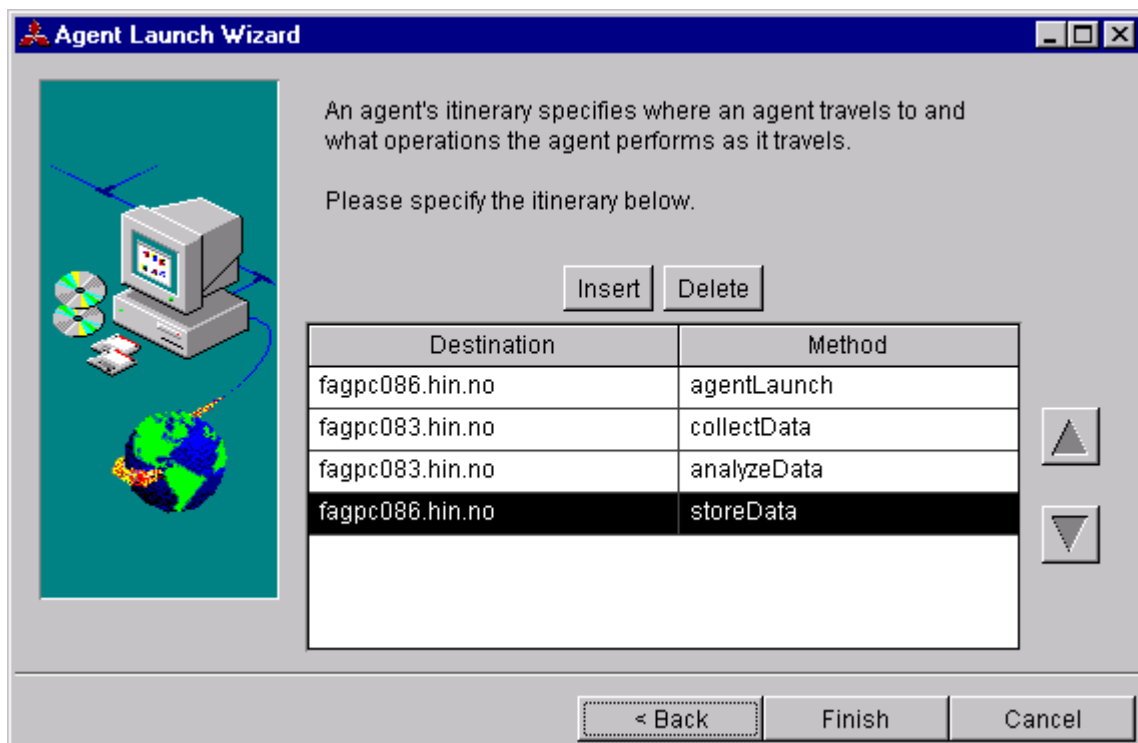 Agent Launch Wizard
An agent's itinerary specifies where an agent travels to and
what operations the agent performs as it travels.
Please specify the itinerary below.
Insert Delete
Destination Method
fagpc086.hin.no agentLaunch
fagpc083.hin.no collectData
fagpc083.hin.no analyzeData
fagpc086.hin.no storeData
< Back Finish Cancel